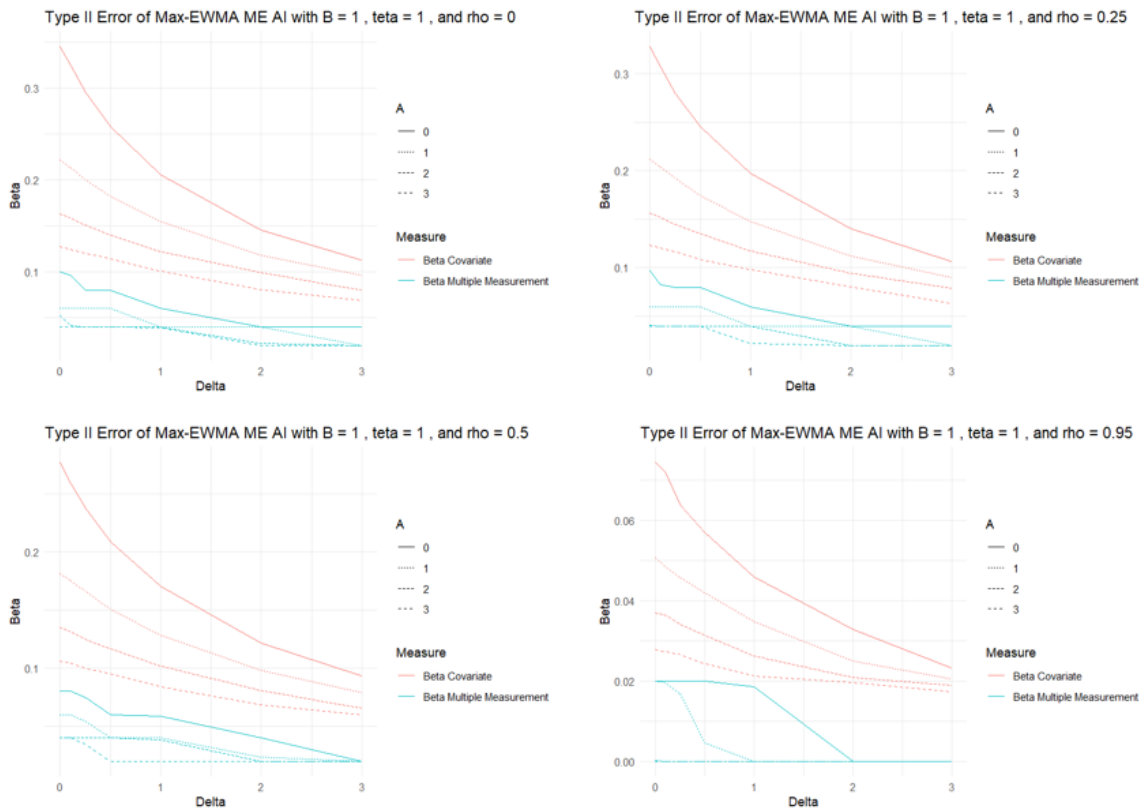 Type II Error of Max-EWMA ME AI with B = 1 , teta = 1 , and rho = 0
0.3
0.2
0.1
Beta
0
1
2
3
Delta
A
0
1
2
3
Measure
Beta Covariate
Beta Multiple Measurement
Type II Error of Max-EWMA ME AI with B = 1 , teta = 1 , and rho = 0.25
0.3
0.2
0.1
Beta
0
1
2
3
Delta
A
0
1
2
3
Measure
Beta Covariate
Beta Multiple Measurement
Type II Error of Max-EWMA ME AI with B = 1 , teta = 1 , and rho = 0.5
0.2
0.1
Beta
0
1
2
3
Delta
A
0
1
2
3
Measure
Beta Covariate
Beta Multiple Measurement
Type II Error of Max-EWMA ME AI with B = 1 , teta = 1 , and rho = 0.95
0.06
0.04
0.02
0.00
Beta
0
1
2
3
Delta
A
0
1
2
3
Measure
Beta Covariate
Beta Multiple Measurement